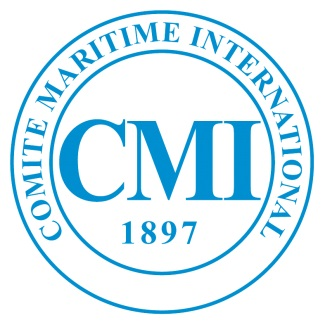 COMITE MARITIME INTERNATIONAL
CMI
1897